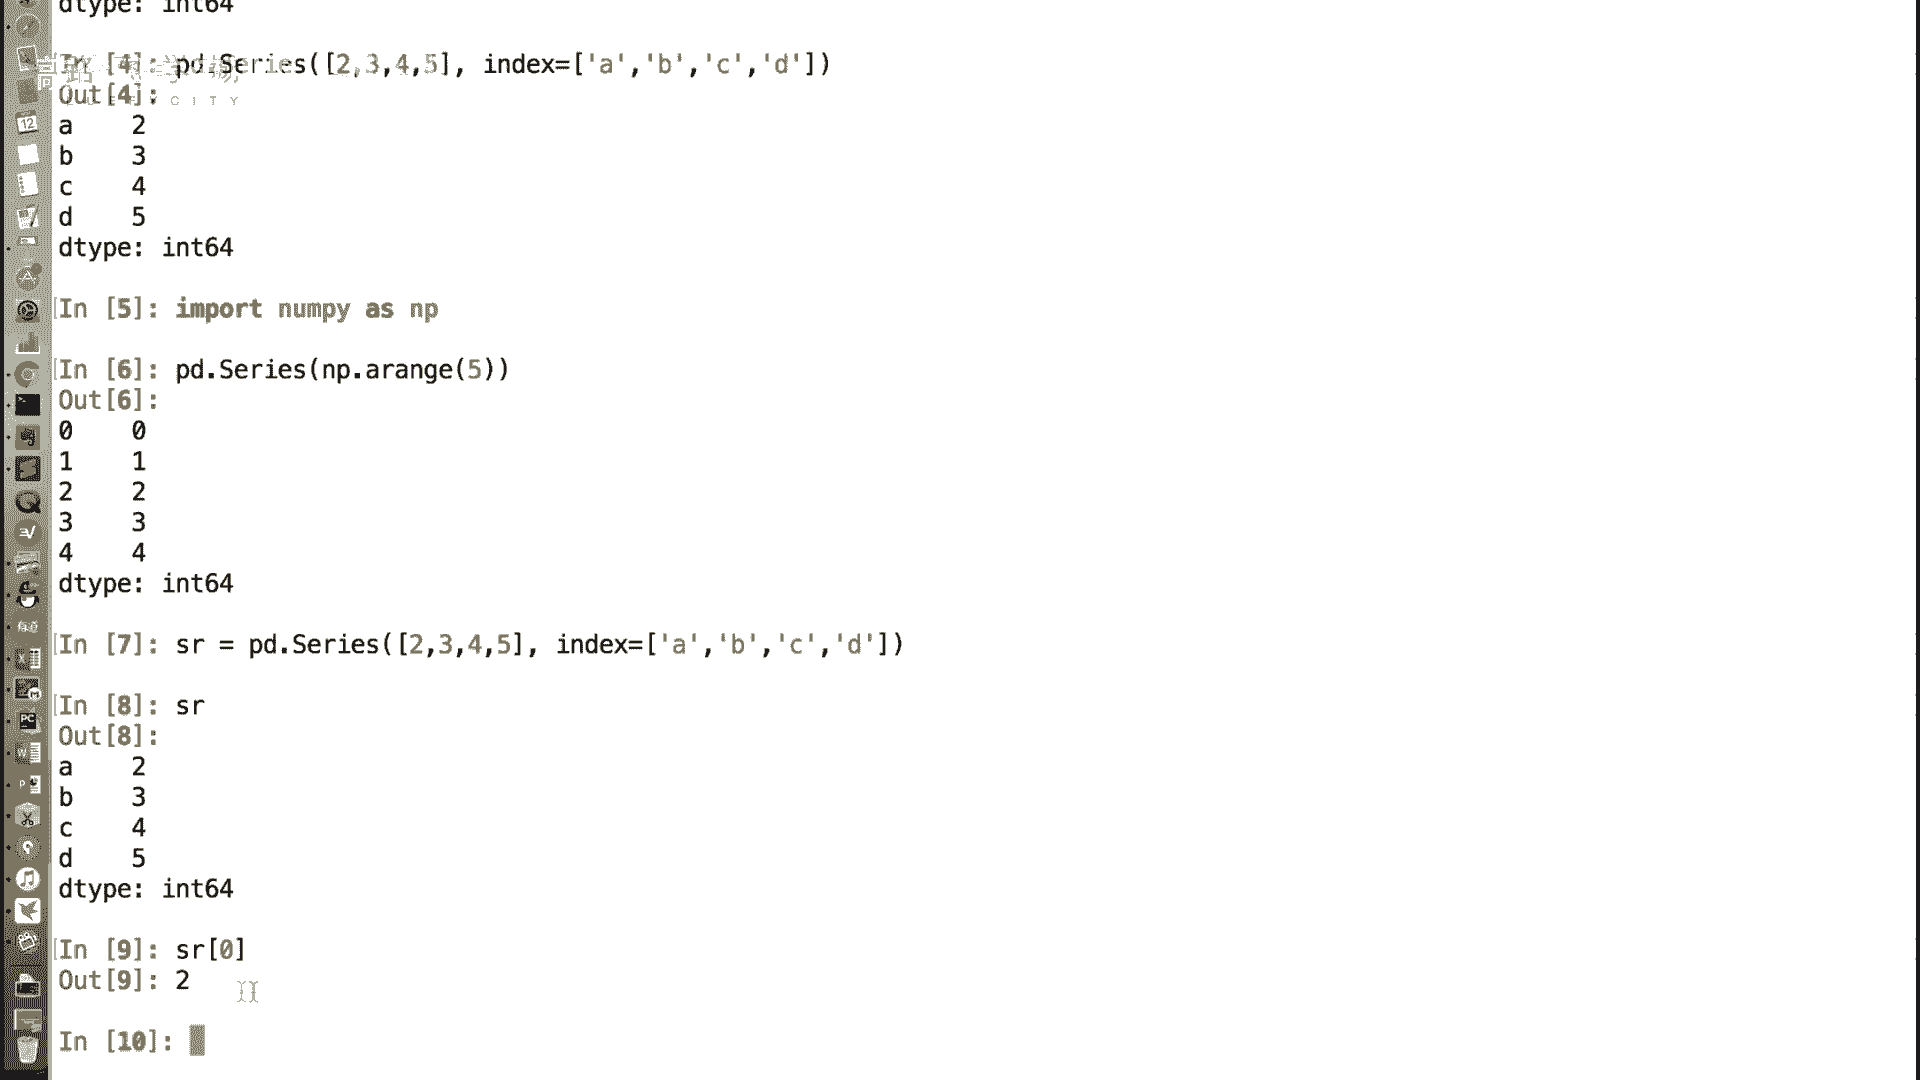 dtype: int64
In [4]: pd.Series([2,3,4,5], index=['a','b','c','d'])
Out[4]:
a 2
b 3
c 4
d 5
dtype: int64
In [5]: import numpy as np
In [6]: pd.Series(np.arange(5))
Out[6]:
0 0
1 1
2 2
3 3
4 4
dtype: int64
In [7]: sr = pd.Series([2,3,4,5], index=['a','b','c','d'])
In [8]: sr
Out[8]:
a 2
b 3
c 4
d 5
dtype: int64
In [9]: sr[0]
Out[9]: 2
In [10]: